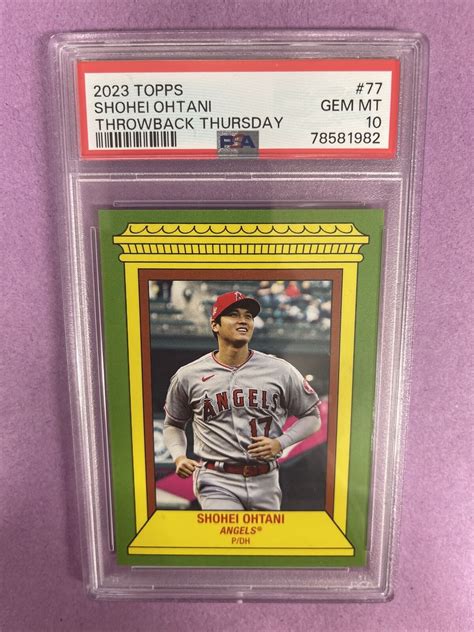 2023 TOPPS #77
SHOHEI OHTANI GEM MT
THROWBACK THURSDAY 10
PSA 78581982
ANGELS
17
SHOHEI OHTANI
ANGELS®
P/DH